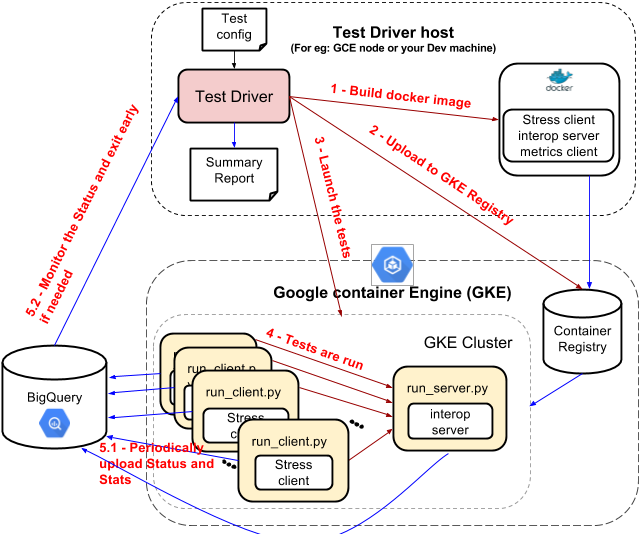 Test
config
Test Driver host
(For eg: GCE node or your Dev machine)
Test Driver
1 - Build docker image
docker
Stress client
interop server
metrics client
2 - Upload to GKE Registry
3 - Launch the tests
Summary
Report
5.2 - Monitor the Status and exit early
if needed
Google container Engine (GKE)
Container
Registry
GKE Cluster
4 - Tests are run
run_client.p
run_client.py
Stress
run_client.py
Stress
client
run_server.py
interop
server
BigQuery
5.1 - Periodically
upload Status and
Stats